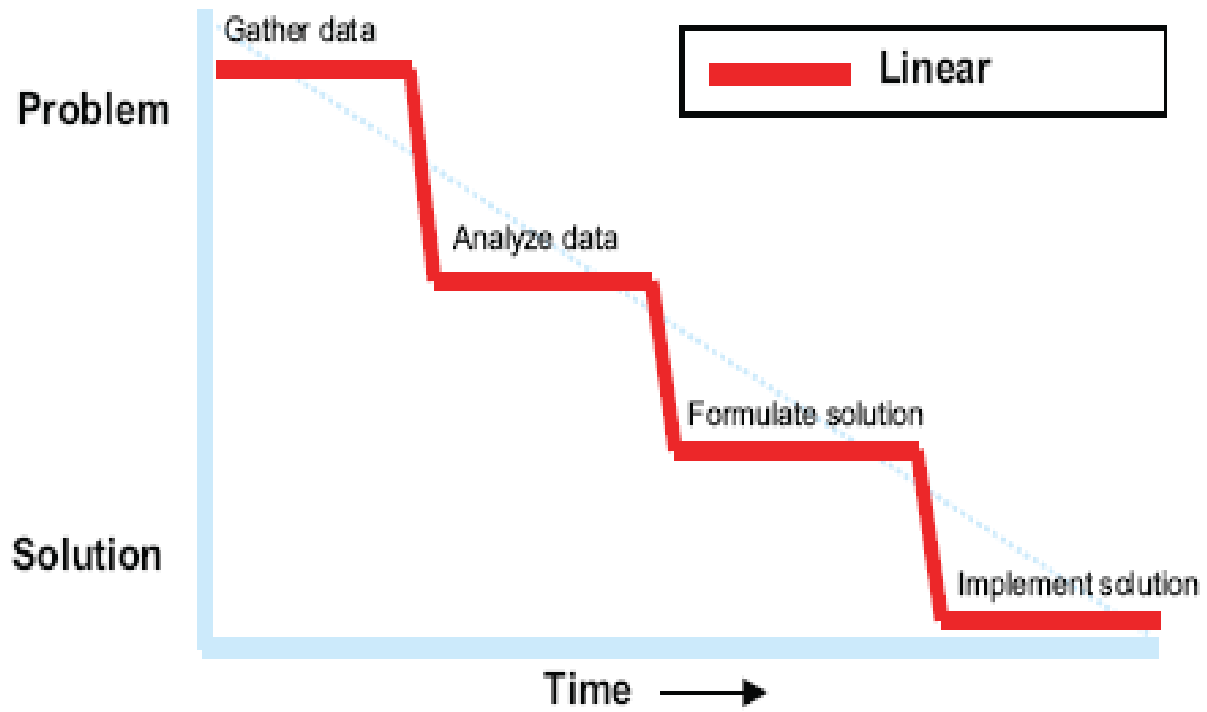 Gather data
Linear
Problem
Analyze data
Formulate solution
Solution
Implement solution
Time